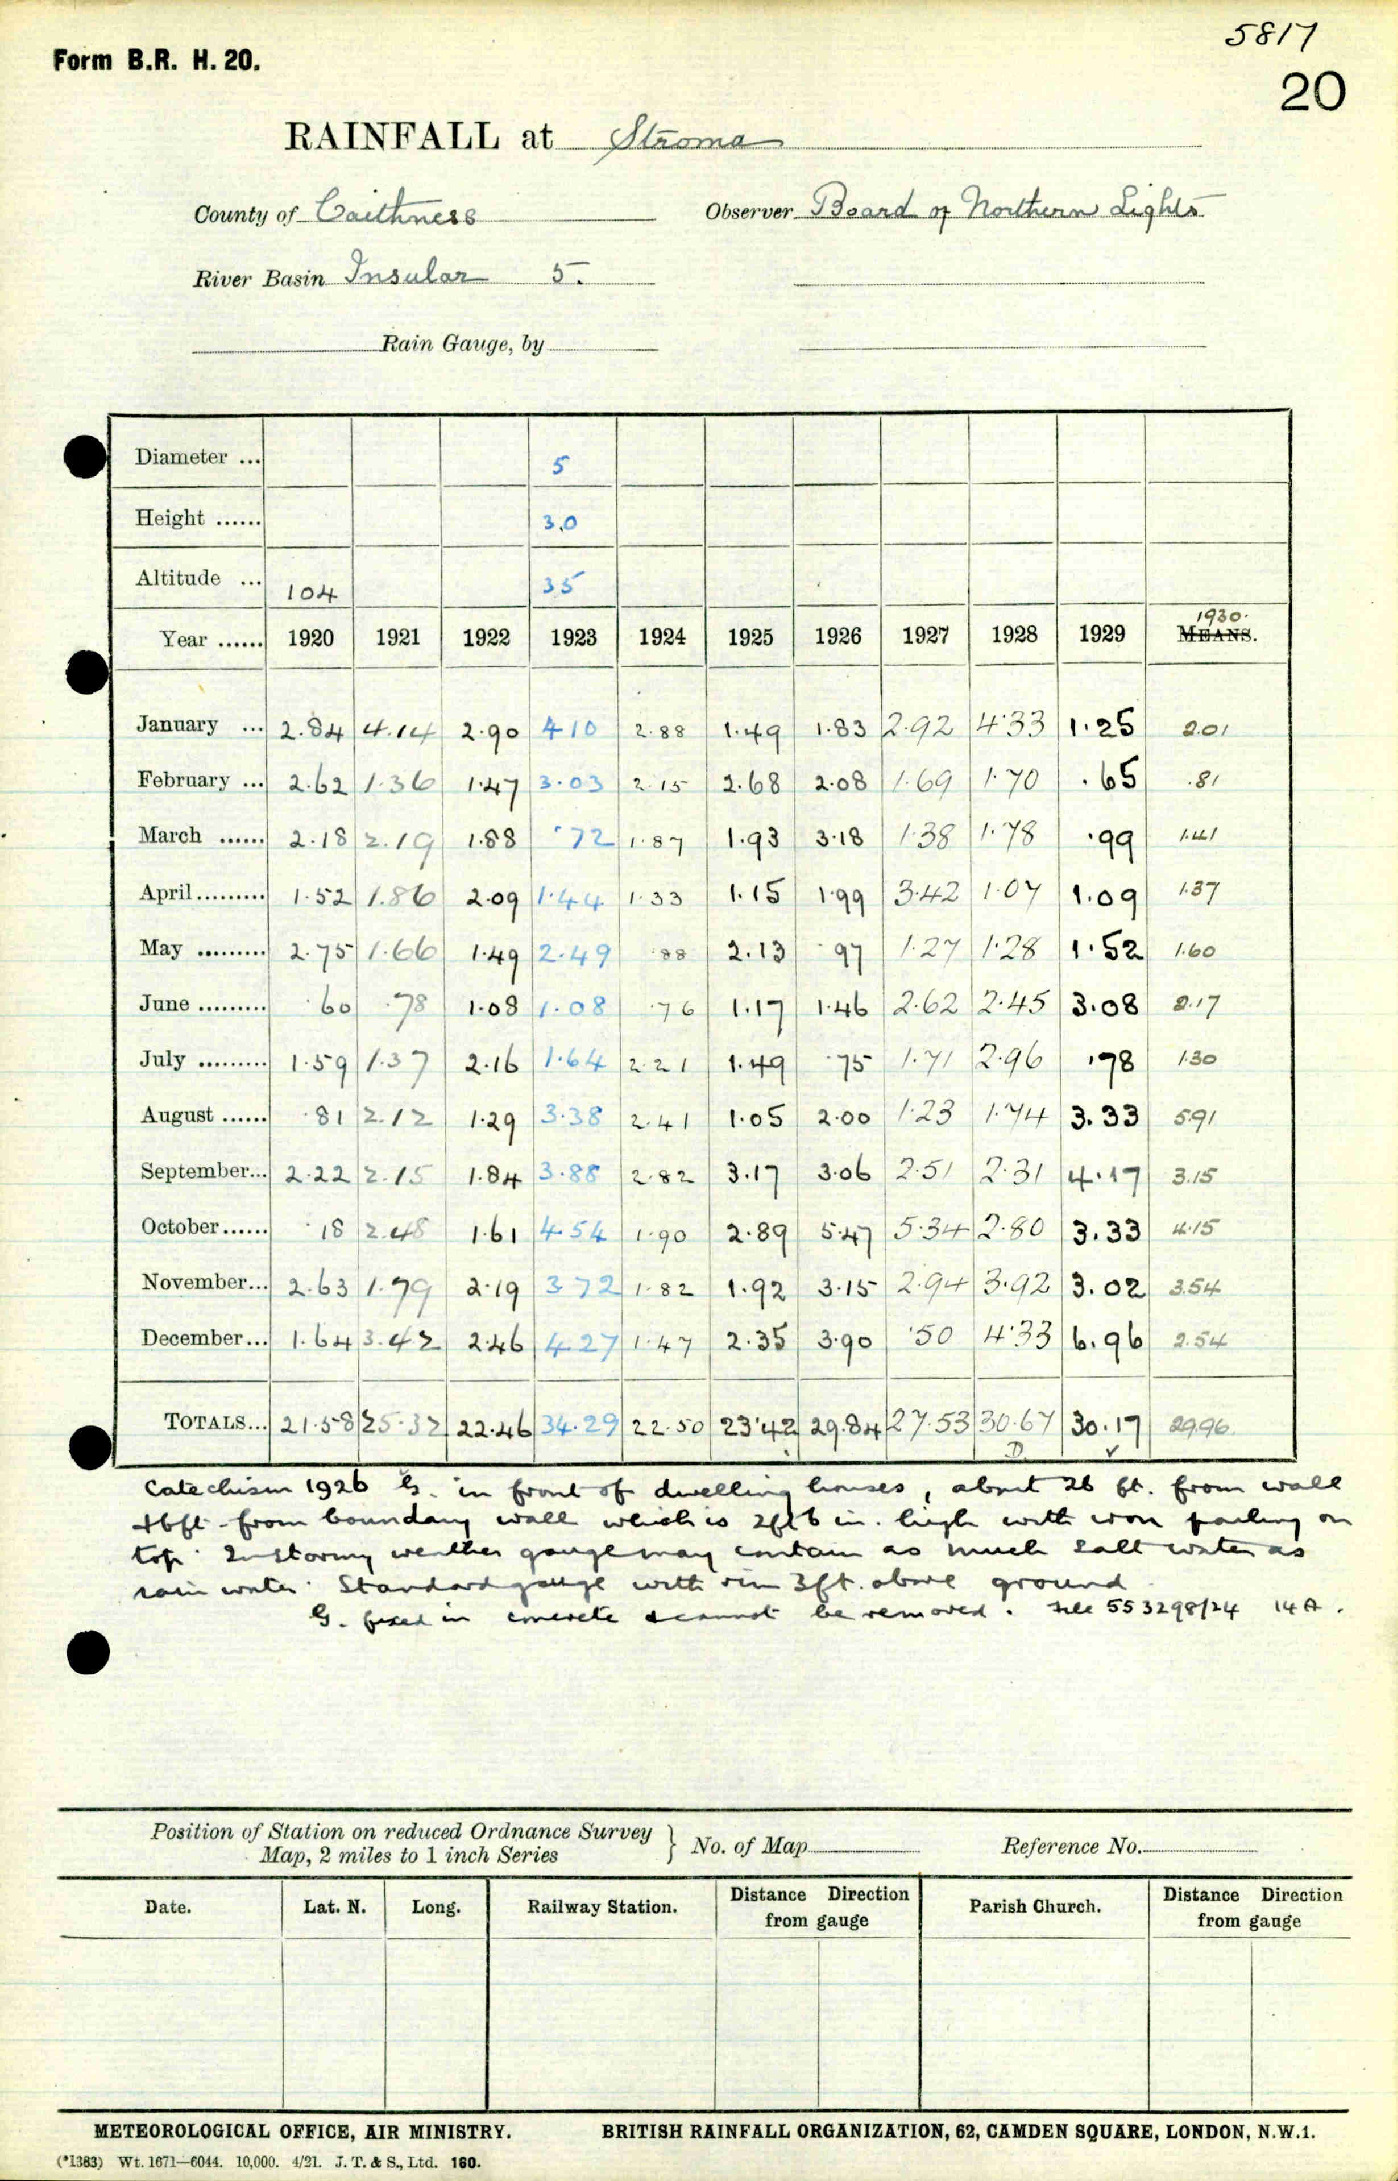 5817
Form B.R. H. 20.
20
RAINFALL at Stroma
County of Caithness Observer Board of Northern Lights
River Basin Insular 5.
Rain Gauge, by
Diameter ... 5
Height ...... 3.0
Altitude ... 104 35
1930.
Year ...... 1920 1921 1922 1923 1924 1925 1926 1927 1928 1929 MEANS.
January ... 2.84 4.14 2.90 4 10 2.88 1.49 1.83 2.92 4.33 1.25 2.01
February ... 2.62 1.36 1.47 3.03 2.15 2.68 2.08 1.69 1.70 .65 .81
March ...... 2.18 2.19 1.88 .72 1.87 1.93 3.18 1.38 1.78 .99 1.41
April......... 1.52 1.86 2.09 1.44 1.33 1.15 1.99 3.42 1.07 1.09 1.37
May ......... 2.75 1.66 1.49 2.49 .88 2.13 .97 1.27 1.28 1.52 1.60
June ......... .60 .78 1.08 1.08 .76 1.17 1.46 2.62 2.45 3.08 2.17
July ......... 1.59 1.37 2.16 1.64 2.21 1.49 .75 1.71 2.96 .78 1.30
August ...... .81 2.12 1.29 3.38 2.41 1.05 2.00 1.23 1.74 3.33 5.91
September... 2.22 2.15 1.84 3.88 2.82 3.17 3.06 2.51 2.31 4.17 3.15
October...... .18 2.48 1.61 4.54 1.90 2.89 5.47 5.34 2.80 3.33 4.15
November... 2.63 1.79 2.19 3 72 1.82 1.92 3.15 2.94 3.92 3.02 3.54
December... 1.64 3.42 2.46 4.27 1.47 2.35 3.90 .50 4.33 6.96 2.54
TOTALS... 21.58 25.32 22.46 34.29 22.50 23.42 29.84 27.53 30.67 30.17 29.96
D
Catechism 1926 G. in front of dwelling houses, about 26 ft. from wall
46ft from boundary wall which is 2ft 6 in. high with iron paling on
top. In stormy weather gauge may contain as much salt water as
rain water. Standard gauge with rim 3ft. above ground
G. fixed in concrete & cannot be removed. File 553298/24 14A.
Position of Station on reduced Ordnance Survey
Map, 2 miles to 1 inch Series } No. of Map Reference No.
Date. Lat. N. Long. Railway Station. Distance Direction from gauge Parish Church. Distance Direction from gauge
METEOROLOGICAL OFFICE, AIR MINISTRY. BRITISH RAINFALL ORGANIZATION, 62, CAMDEN SQUARE, LONDON, N.W.1.
(*1383) Wt. 1671—6044. 10,000. 4/21. J. T. & S., Ltd. 160.